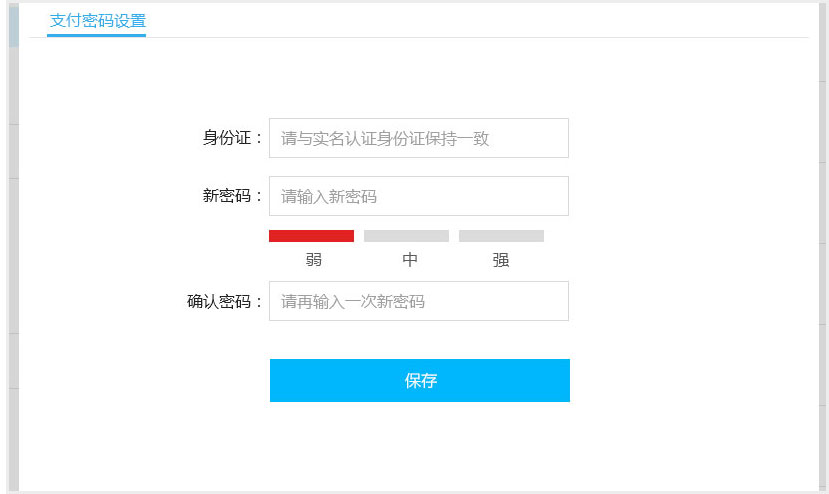 支付密码设置
身份证： 请与实名认证身份证保持一致
新密码： 请输入新密码
弱 中 强
确认密码： 请再输入一次新密码
保存